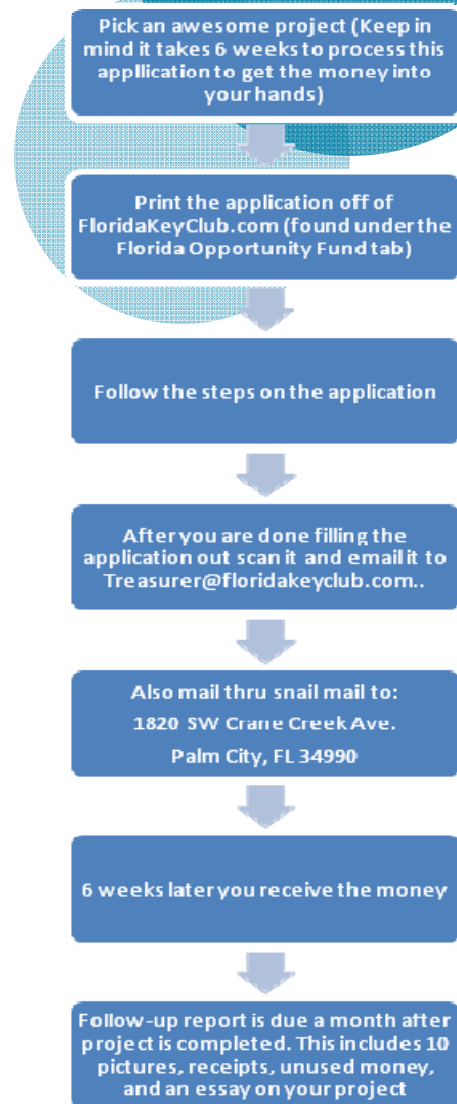 Pick an awesome project (Keep in
mind it takes 6 weeks to process this
appllication to get the money into
your hands)
Print the application off of
FloridaKeyClub.com (found under the
Florida Opportunity Fund tab)
Follow the steps on the application
After you are done filling the
application out scan it and email it to
Treasurer@floridakeyclub.com..
Also mail thru snail mail to:
1820 SW Crane Creek Ave.
Palm City, FL 34990
6 weeks later you receive the money
Follow-up report is due a month after
project is completed. This includes 10
pictures, receipts, unused money,
and an essay on your project